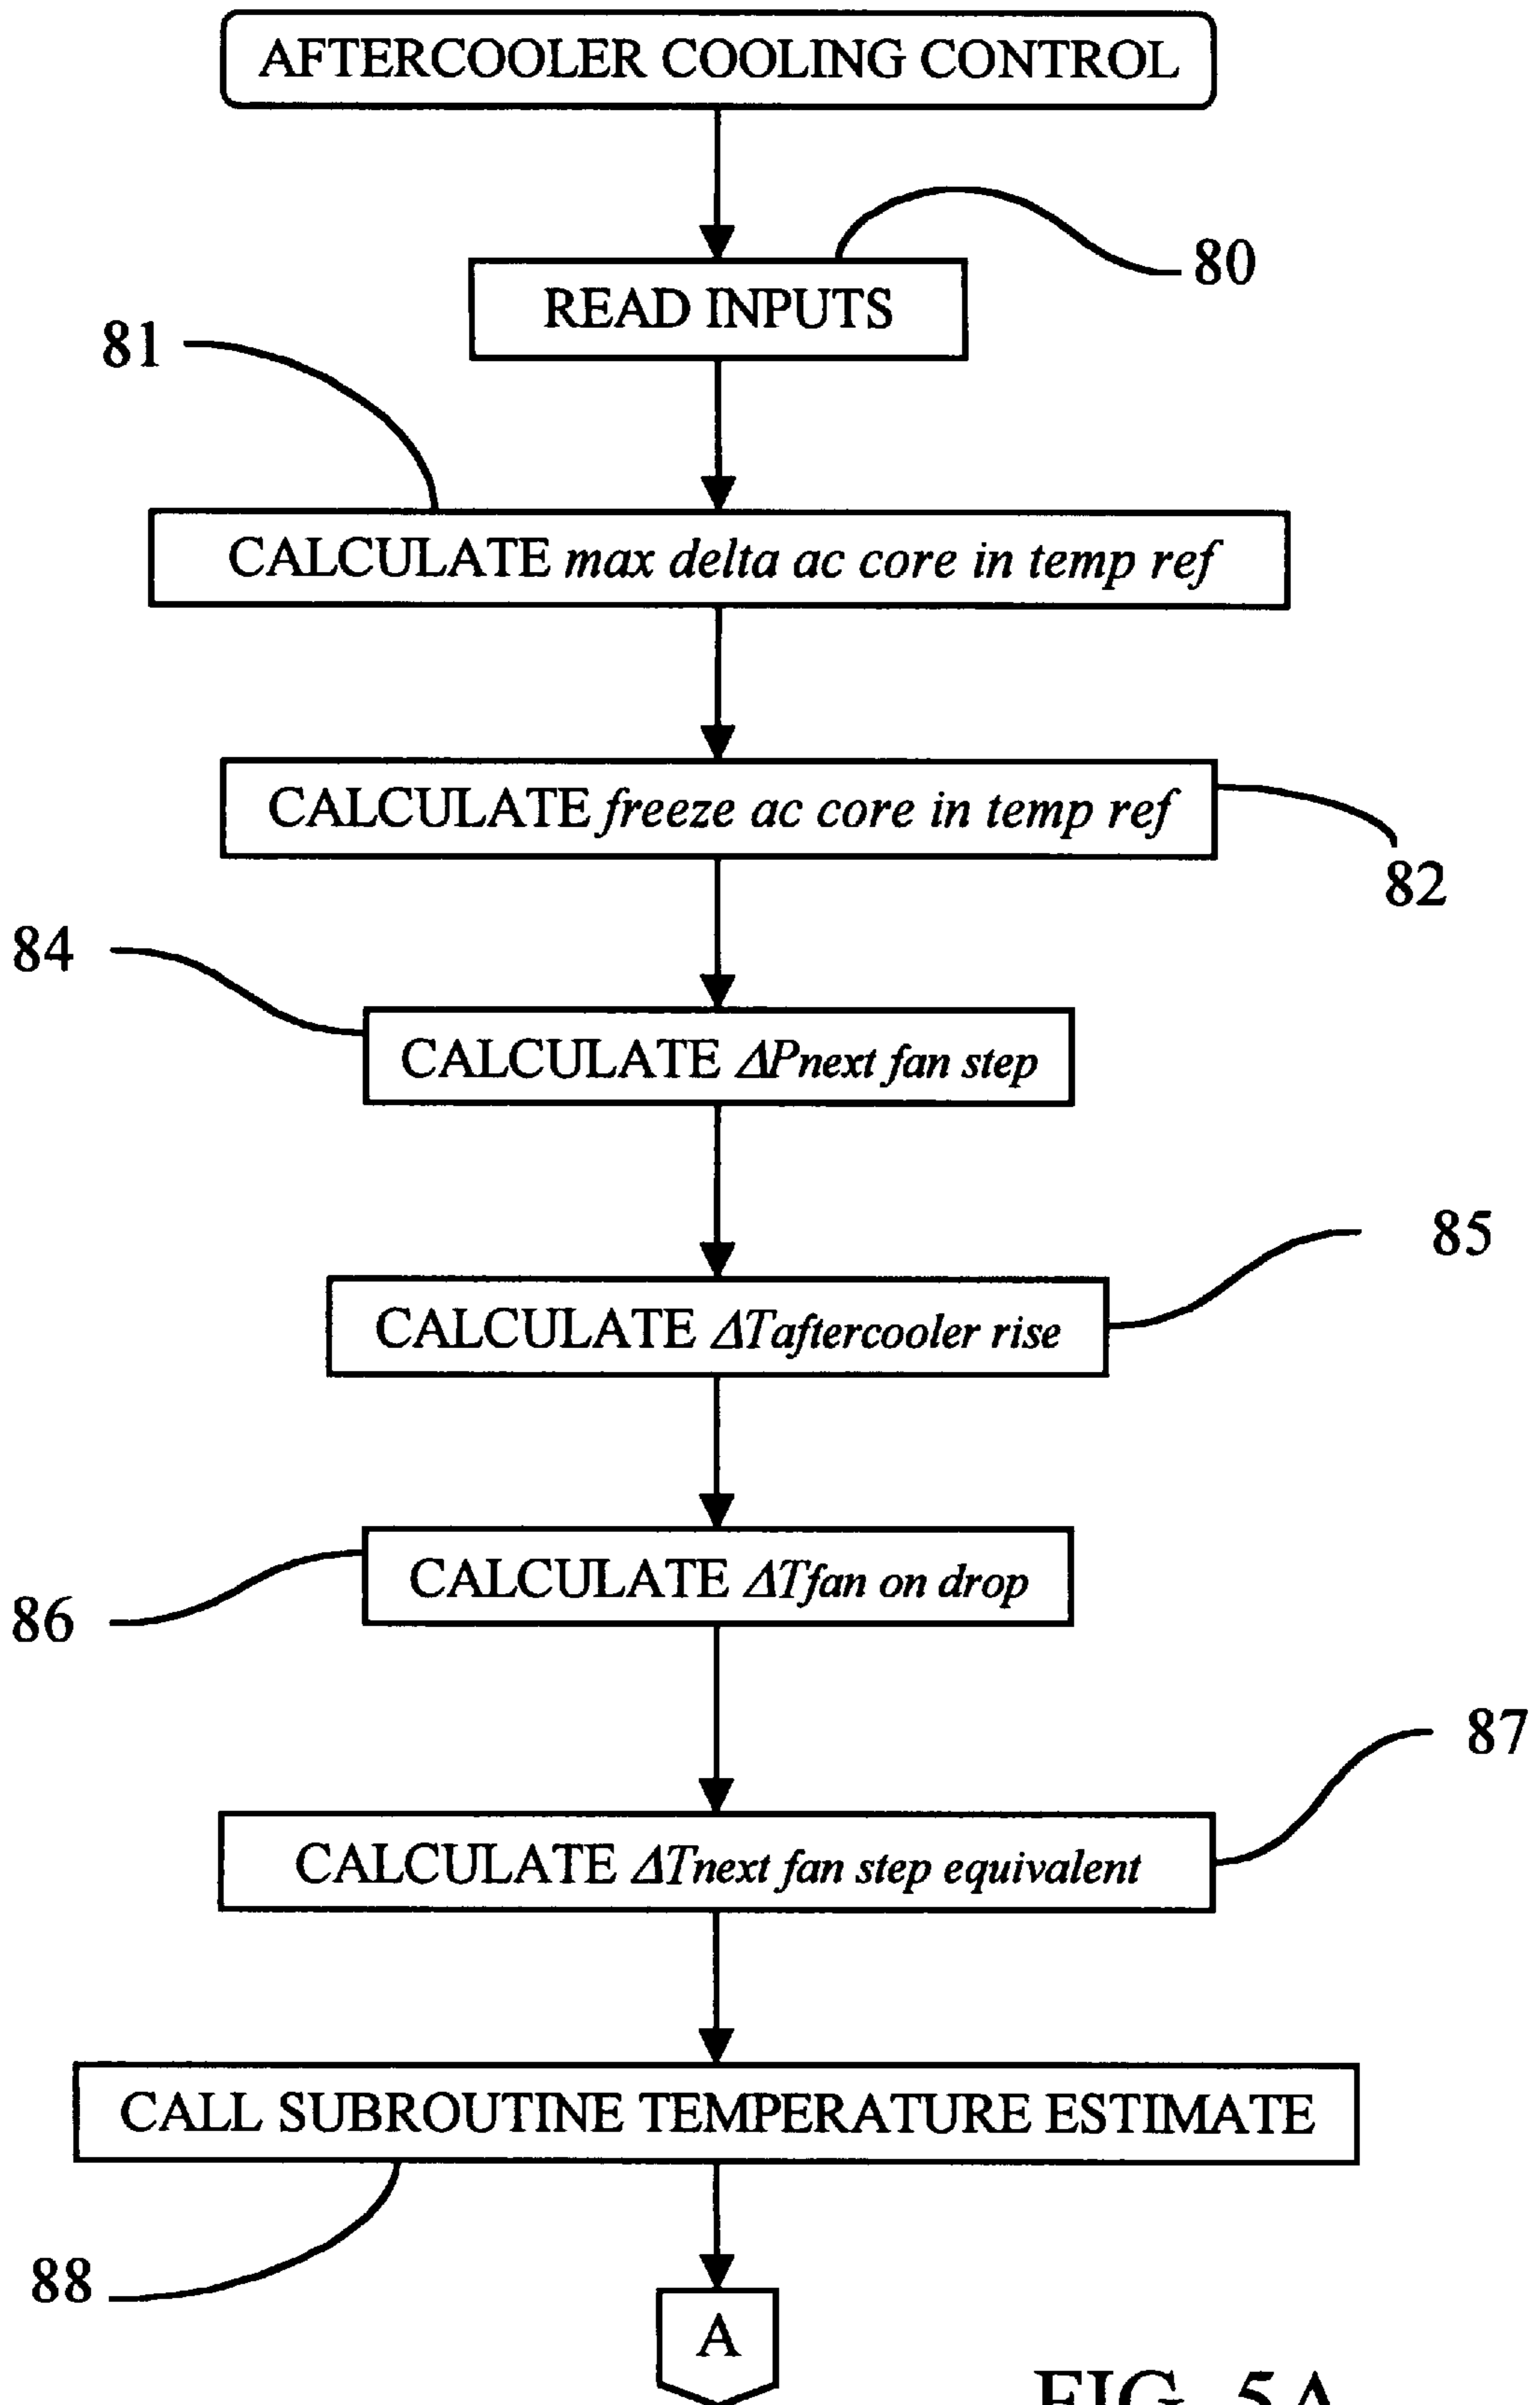 AFTERCOOLER COOLING CONTROL
80
READ INPUTS
81
CALCULATE max delta ac core in temp ref
CALCULATE freeze ac core in temp ref
82
84
CALCULATE ΔPnext fan step
85
CALCULATE ΔTaftercooler rise
CALCULATE ΔTfan on drop
86
87
CALCULATE ΔTnext fan step equivalent
CALL SUBROUTINE TEMPERATURE ESTIMATE
88
A
FIG. 5A